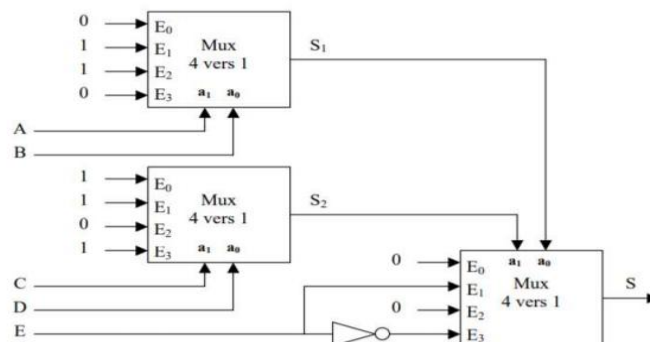 0 E₀
1 E₁ Mux S₁
1 E₂ 4 vers 1
0 E₃ a₁ a₀
A
B
1 E₀
1 E₁ Mux S₂
0 E₂ 4 vers 1
1 E₃ a₁ a₀
C
D
E
a₁ a₀
0 E₀
E₁ Mux S
0 E₂ 4 vers 1
E₃